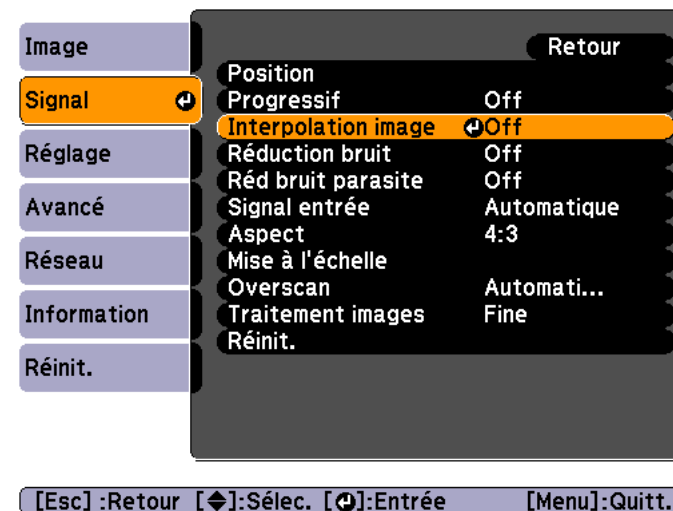 Image
Signal
Réglage
Avancé
Réseau
Information
Réinit.
Retour
Position
Progressif Off
Interpolation image Off
Réduction bruit Off
Réd bruit parasite Off
Signal entrée Automatique
Aspect 4:3
Mise à l'échelle
Overscan Automati...
Traitement images Fine
Réinit.
[Esc] :Retour [◆]:Sélec. [⏎]:Entrée [Menu]:Quitt.